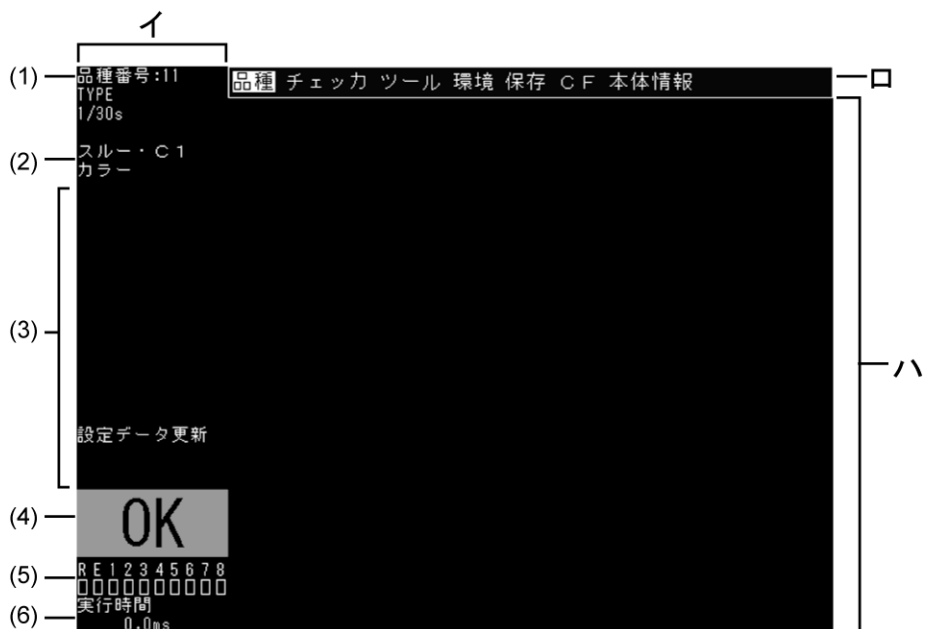 イ
(1)
品種番号:11
TYPE
1/30s
品種 チェッカ ツール 環境 保存 CF 本体情報
ロ
(2)
スルー・C1
カラー
(3)
ハ
設定データ更新
(4)
OK
(5)
R E 1 2 3 4 5 6 7 8
実行時間
(6)
0.0ms